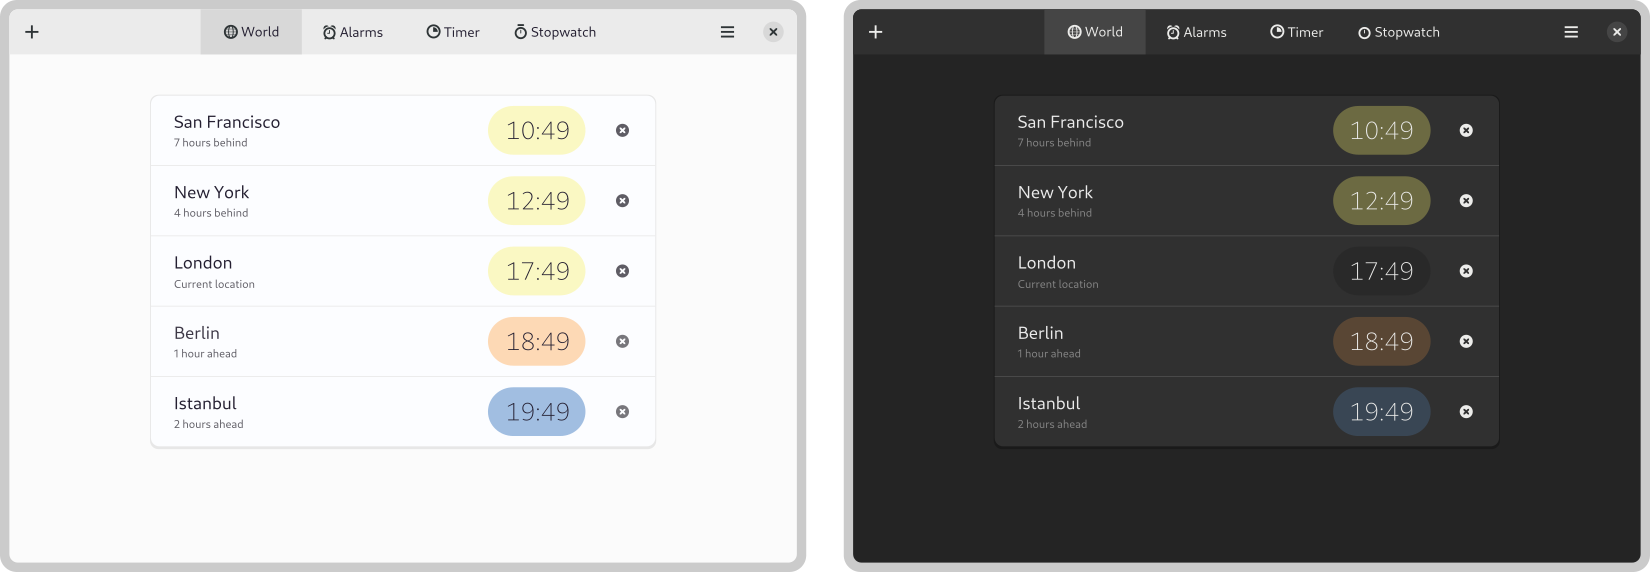 World Alarms Timer Stopwatch
San Francisco
7 hours behind
10:49
New York
4 hours behind
12:49
London
Current location
17:49
Berlin
1 hour ahead
18:49
Istanbul
2 hours ahead
19:49
World Alarms Timer Stopwatch
San Francisco
7 hours behind
10:49
New York
4 hours behind
12:49
London
Current location
17:49
Berlin
1 hour ahead
18:49
Istanbul
2 hours ahead
19:49